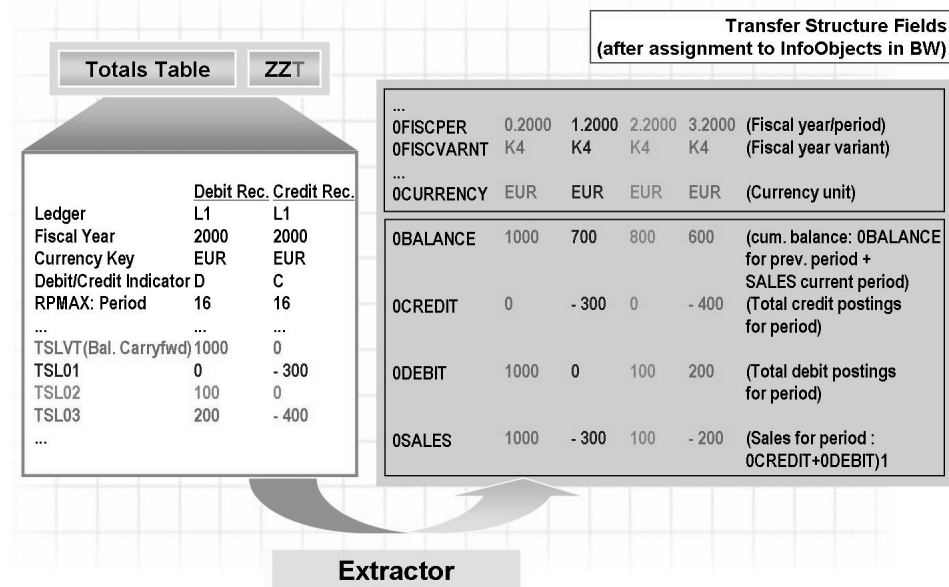 Transfer Structure Fields
(after assignment to InfoObjects in BW)
Totals Table ZZT
Debit Rec. Credit Rec.
Ledger L1 L1
Fiscal Year 2000 2000
Currency Key EUR EUR
Debit/Credit Indicator D C
RPMAX: Period 16 16
... ... ...
TSLVT(Bal. Carryfwd) 1000 0
TSL01 0 - 300
TSL02 100 0
TSL03 200 - 400
...
...
0FISCPER 0.2000 1.2000 2.2000 3.2000 (Fiscal year/period)
0FISCVARNT K4 K4 K4 K4 (Fiscal year variant)
...
0CURRENCY EUR EUR EUR EUR (Currency unit)
0BALANCE 1000 700 800 600 (cum. balance: 0BALANCE
for prev. period +
SALES current period)
0CREDIT 0 - 300 0 - 400 (Total credit postings
for period)
0DEBIT 1000 0 100 200 (Total debit postings
for period)
0SALES 1000 - 300 100 - 200 (Sales for period :
0CREDIT+0DEBIT)1
Extractor